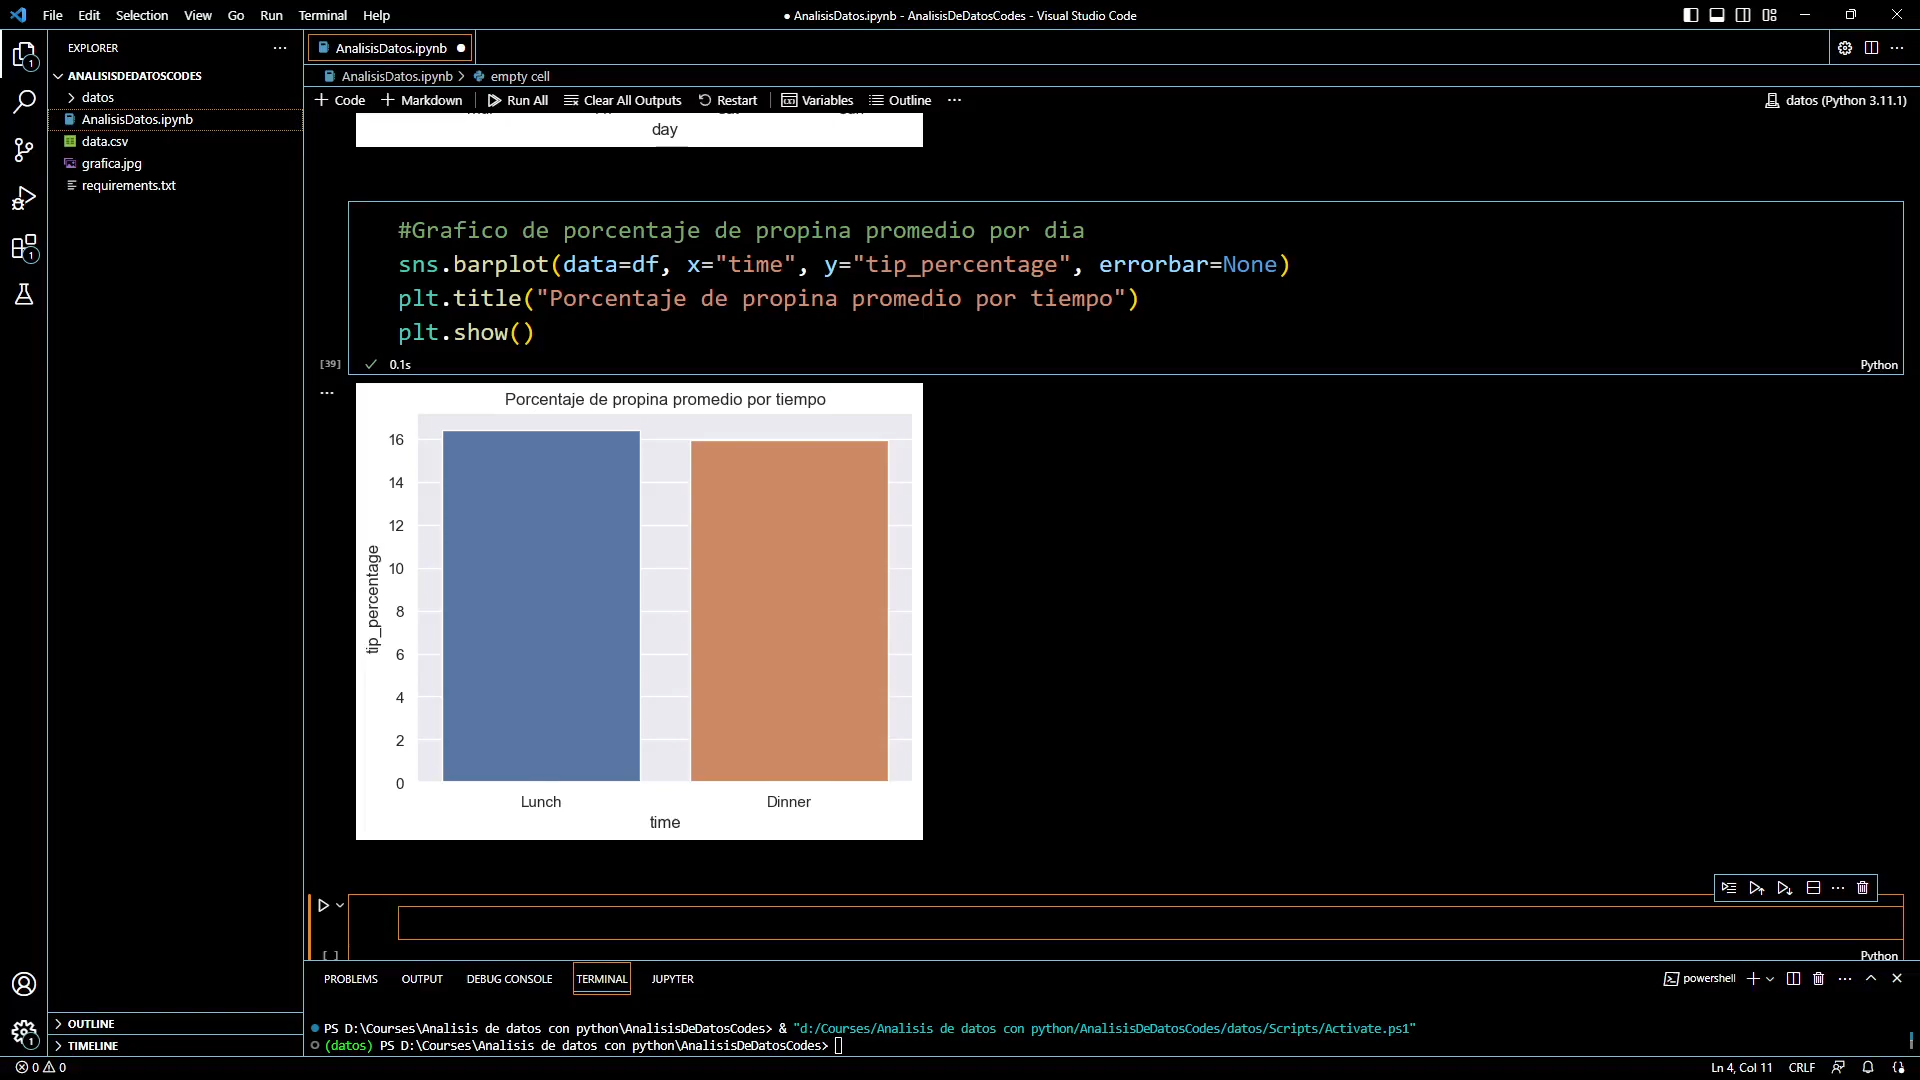 File Edit Selection View Go Run Terminal Help
● AnalisisDatos.ipynb - AnalisisDeDatosCodes - Visual Studio Code
EXPLORER
ANALISISDEDATOSCODES
datos
AnalisisDatos.ipynb
data.csv
grafica.jpg
requirements.txt
OUTLINE
TIMELINE
AnalisisDatos.ipynb
AnalisisDatos.ipynb > empty cell
+ Code + Markdown Run All Clear All Outputs Restart Variables Outline ...
datos (Python 3.11.1)
day
#Grafico de porcentaje de propina promedio por dia
sns.barplot(data=df, x="time", y="tip_percentage", errorbar=None)
plt.title("Porcentaje de propina promedio por tiempo")
plt.show()
[39] ✓ 0.1s
Python
Porcentaje de propina promedio por tiempo
16
14
12
10
8
6
4
2
0
tip_percentage
Lunch Dinner
time
[ ]
Python
PROBLEMS OUTPUT DEBUG CONSOLE TERMINAL JUPYTER
powershell
PS D:\Courses\Analisis de datos con python\AnalisisDeDatosCodes> & "d:/Courses/Analisis de datos con python/AnalisisDeDatosCodes/datos/Scripts/Activate.ps1"
(datos) PS D:\Courses\Analisis de datos con python\AnalisisDeDatosCodes>
0 0
Ln 4, Col 11 CRLF
1
1
1